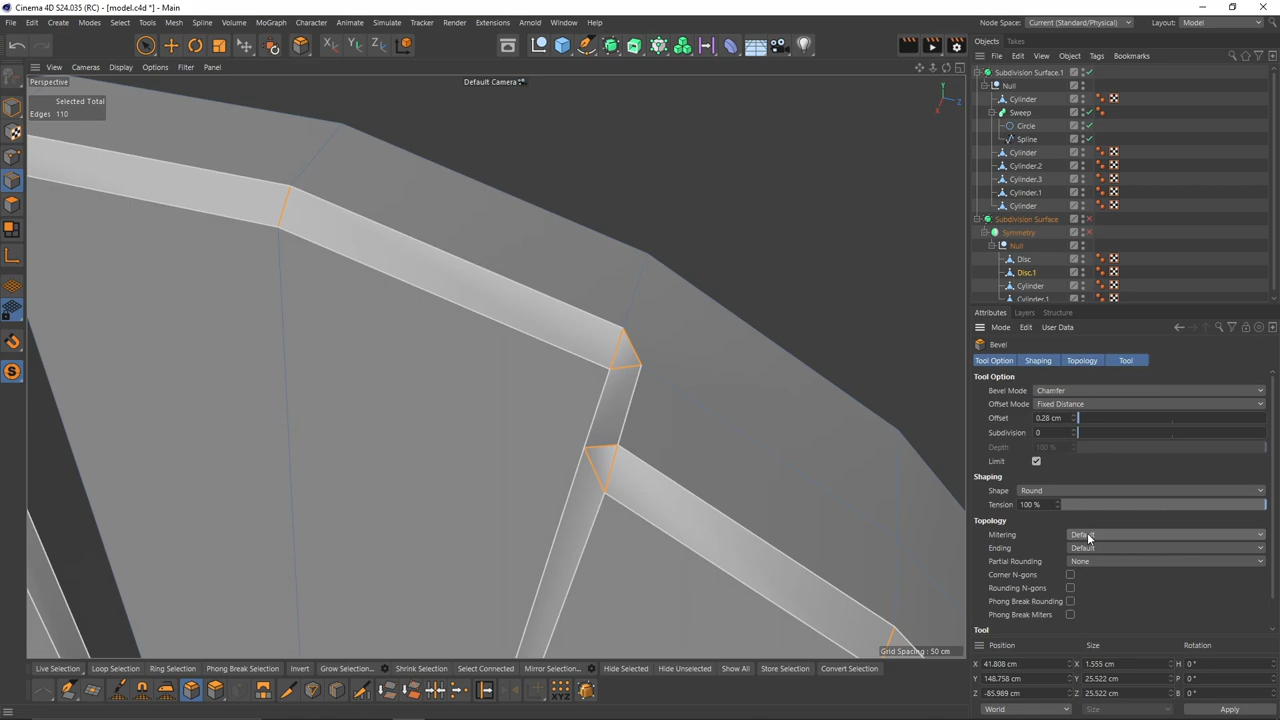 Cinema 4D S24.035 (RC) - [model.c4d *] - Main
File Edit Create Modes Select Tools Mesh Spline Volume MoGraph Character Animate Simulate Tracker Render Extensions Arnold Window Help
Node Space: Current (Standard/Physical) Layout: Model
X Y Z
View Cameras Display Options Filter Panel
Objects Takes
File Edit View Object Tags Bookmarks
Perspective
Default Camera
Selected Total
Edges 110
Y
Z
X
Subdivision Surface.1
Null
Cylinder
Sweep
Circle
Spline
Cylinder
Cylinder.2
Cylinder.3
Cylinder.1
Cylinder
Subdivision Surface
Symmetry
Null
Disc
Disc.1
Cylinder
Cylinder.1
Attributes Layers Structure
Mode Edit User Data
Bevel
Tool Option Shaping Topology Tool
Tool Option
Bevel Mode Chamfer
Offset Mode Fixed Distance
Offset 0.28 cm
Subdivision 0
Depth 100 %
Limit
Shaping
Shape Round
Tension 100 %
Topology
Mitering Default
Ending Default
Partial Rounding None
Corner N-gons
Rounding N-gons
Phong Break Rounding
Phong Break Miters
Tool
Grid Spacing : 50 cm
Position Size Rotation
X 41.808 cm X 1.555 cm H 0 °
Y 148.758 cm Y 25.522 cm P 0 °
Z -85.989 cm Z 25.522 cm B 0 °
World Size Apply
Live Selection Loop Selection Ring Selection Phong Break Selection Invert Grow Selection... Shrink Selection Select Connected Mirror Selection... Hide Selected Hide Unselected Show All Store Selection Convert Selection
XYZ